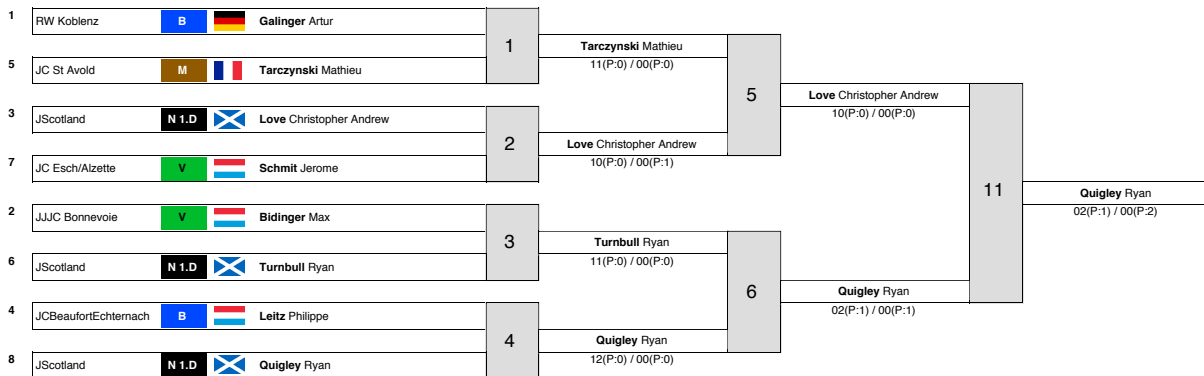 1 RW Koblenz B Galinger Artur
1
Tarczynski Mathieu
11(P:0) / 00(P:0)
5 JC St Avold M Tarczynski Mathieu
5
Love Christopher Andrew
10(P:0) / 00(P:0)
3 JScotland N 1.D Love Christopher Andrew
2
Love Christopher Andrew
10(P:0) / 00(P:1)
7 JC Esch/Alzette V Schmit Jerome
11
Quigley Ryan
02(P:1) / 00(P:2)
2 JJJC Bonnevoie V Bidinger Max
3
Turnbull Ryan
11(P:0) / 00(P:0)
6 JScotland N 1.D Turnbull Ryan
6
Quigley Ryan
02(P:1) / 00(P:1)
4 JCBeaufortEchternach B Leitz Philippe
4
Quigley Ryan
12(P:0) / 00(P:0)
8 JScotland N 1.D Quigley Ryan